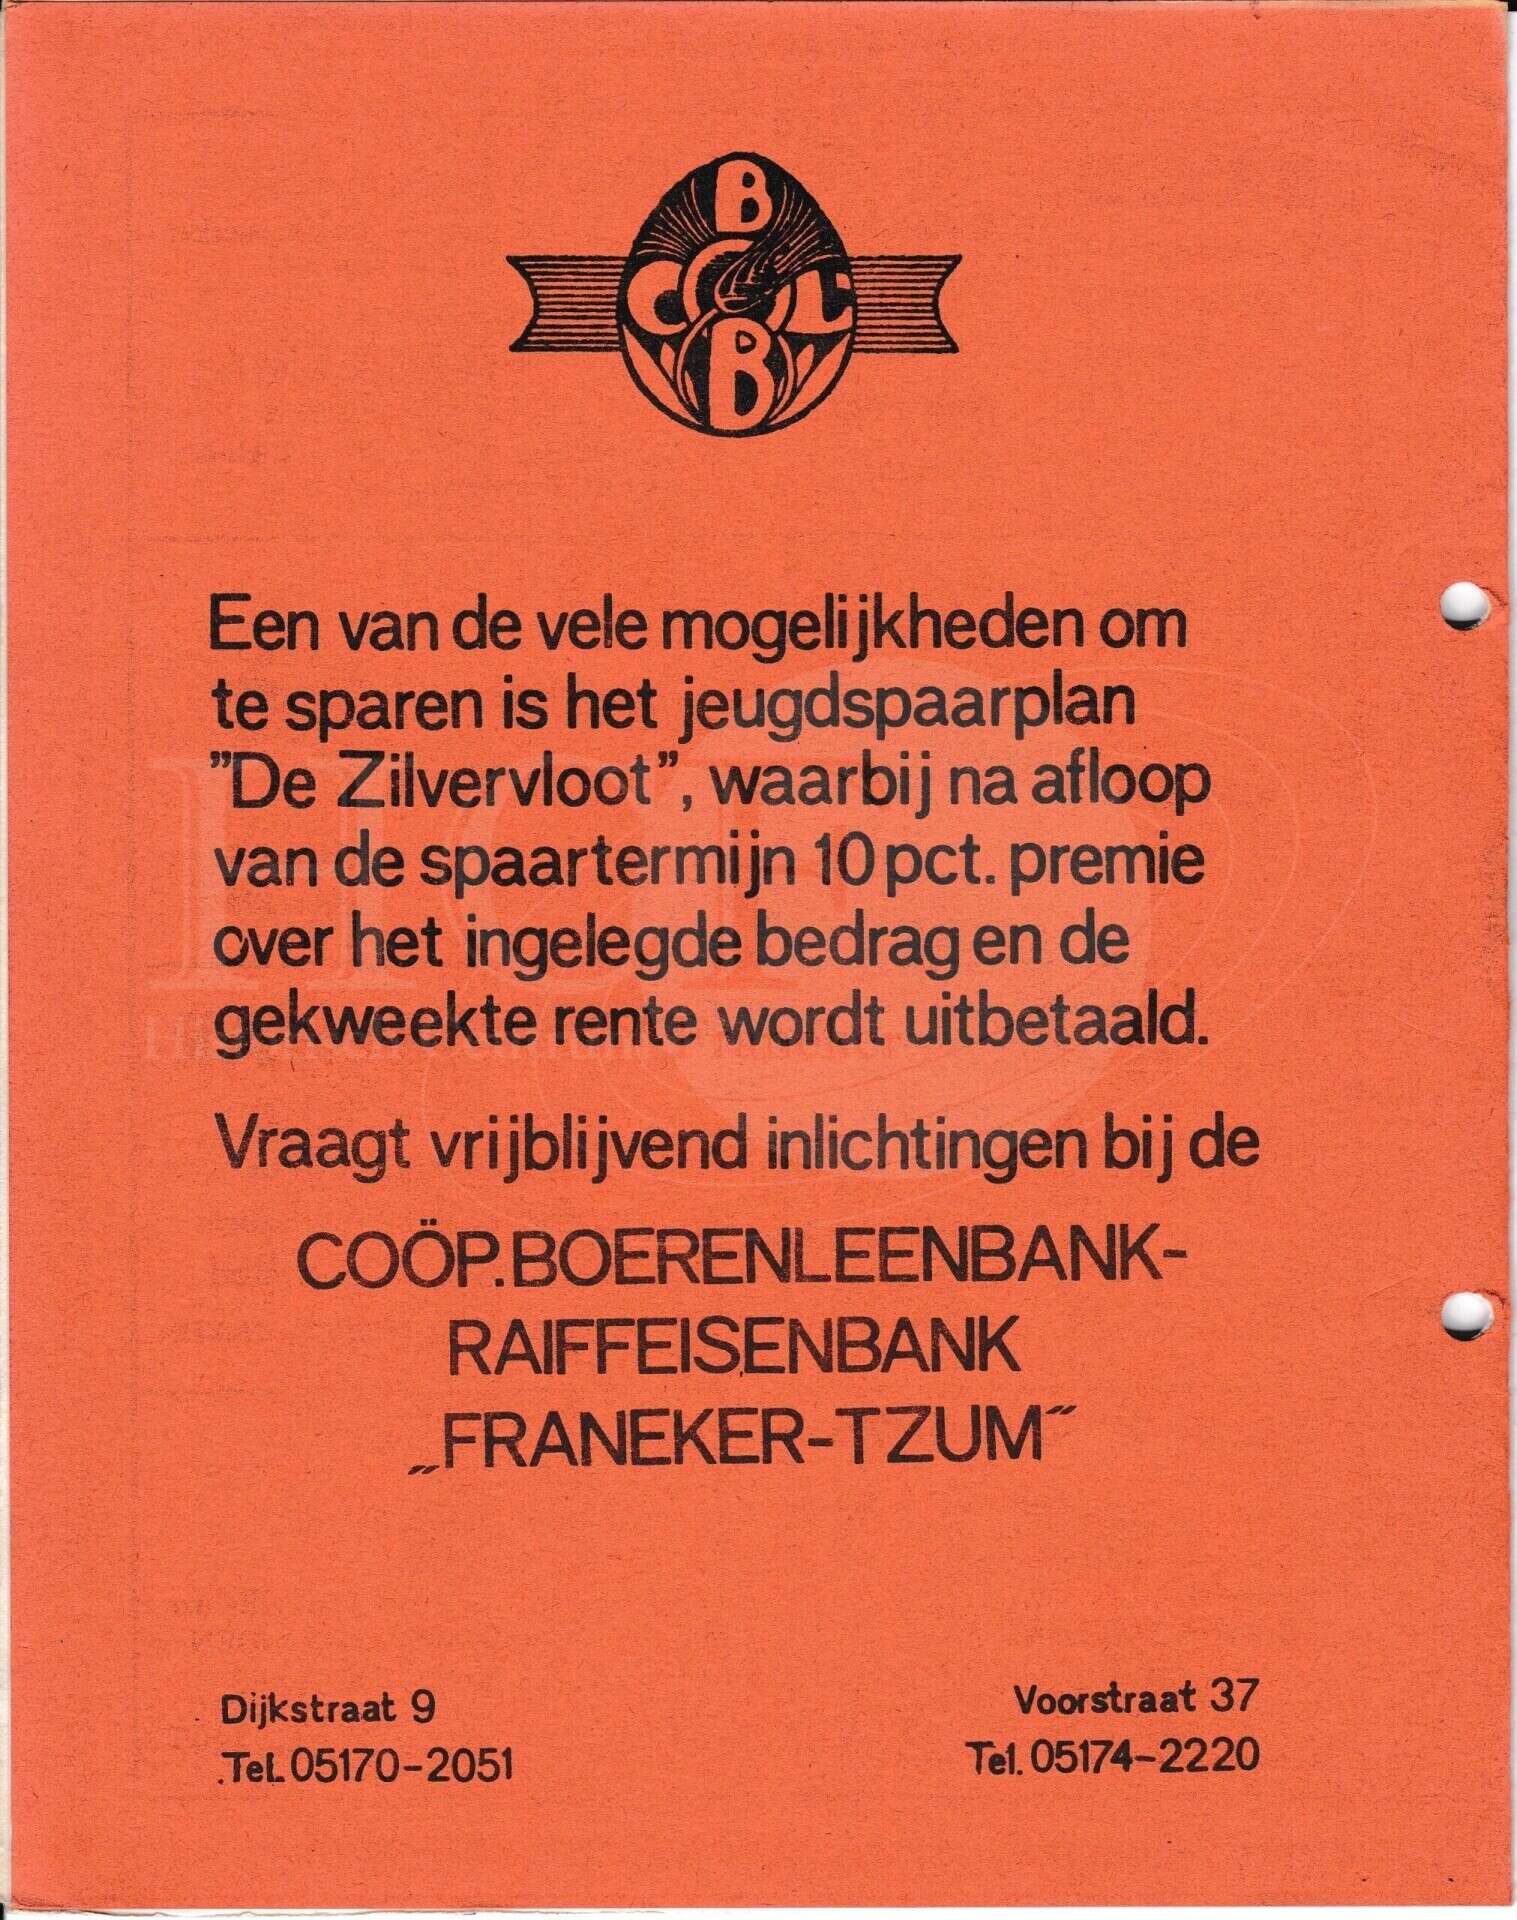 B
C O L
B
Een van de vele mogelijkheden om
te sparen is het jeugdspaarplan
"De Zilvervloot", waarbij na afloop
van de spaartermijn 10 pct. premie
over het ingelegde bedrag en de
gekweekte rente wordt uitbetaald.
Vraagt vrijblijvend inlichtingen bij de
COÖP. BOERENLEENBANK-
RAIFFEISENBANK
„FRANEKER-TZUM"
Dijkstraat 9
Tel. 05170-2051
Voorstraat 37
Tel. 05174-2220